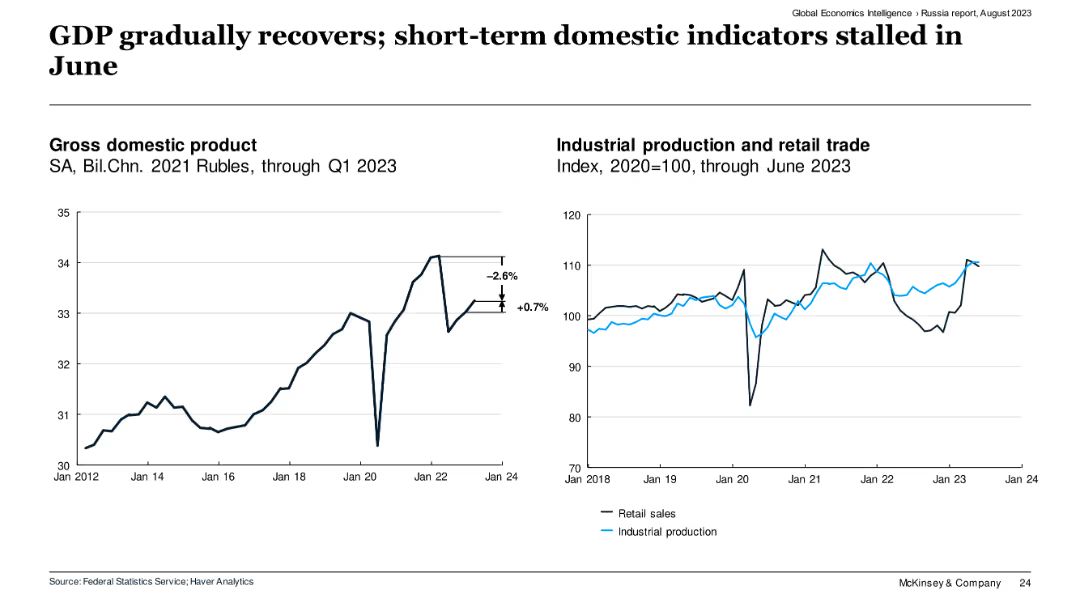 Global Economics Intelligence › Russia report, August 2023
GDP gradually recovers; short-term domestic indicators stalled in
June
Gross domestic product
SA, Bil.Chn. 2021 Rubles, through Q1 2023
35
34
33
32
31
30
Jan 2012
Jan 14
Jan 16
Jan 18
Jan 20
Jan 22
Jan 24
–2.6%
+0.7%
Industrial production and retail trade
Index, 2020=100, through June 2023
120
110
100
90
80
70
Jan 2018
Jan 19
Jan 20
Jan 21
Jan 22
Jan 23
Jan 24
Retail sales
Industrial production
Source: Federal Statistics Service; Haver Analytics
McKinsey & Company 24